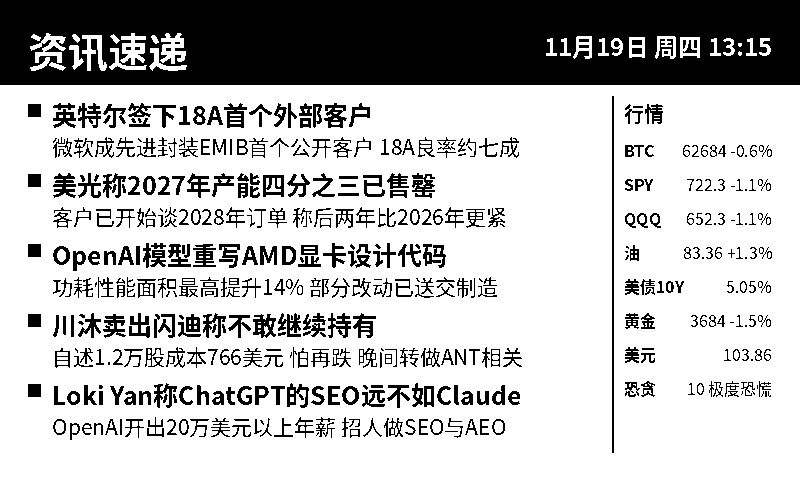 资讯速递
11月19日 周四 13:15
英特尔签下18A首个外部客户
微软成先进封装EMIB首个公开客户 18A良率约七成
美光称2027年产能四分之三已售罄
客户已开始谈2028年订单 称后两年比2026年更紧
OpenAI模型重写AMD显卡设计代码
功耗性能面积最高提升14% 部分改动已送交制造
川沐卖出闪迪称不敢继续持有
自述1.2万股成本766美元 怕再跌 晚间转做ANT相关
Loki Yan称ChatGPT的SEO远不如Claude
OpenAI开出20万美元以上年薪 招人做SEO与AEO
行情
BTC 62684 -0.6%
SPY 722.3 -1.1%
QQQ 652.3 -1.1%
油 83.36 +1.3%
美债10Y 5.05%
黄金 3684 -1.5%
美元 103.86
恐贪 10 极度恐慌